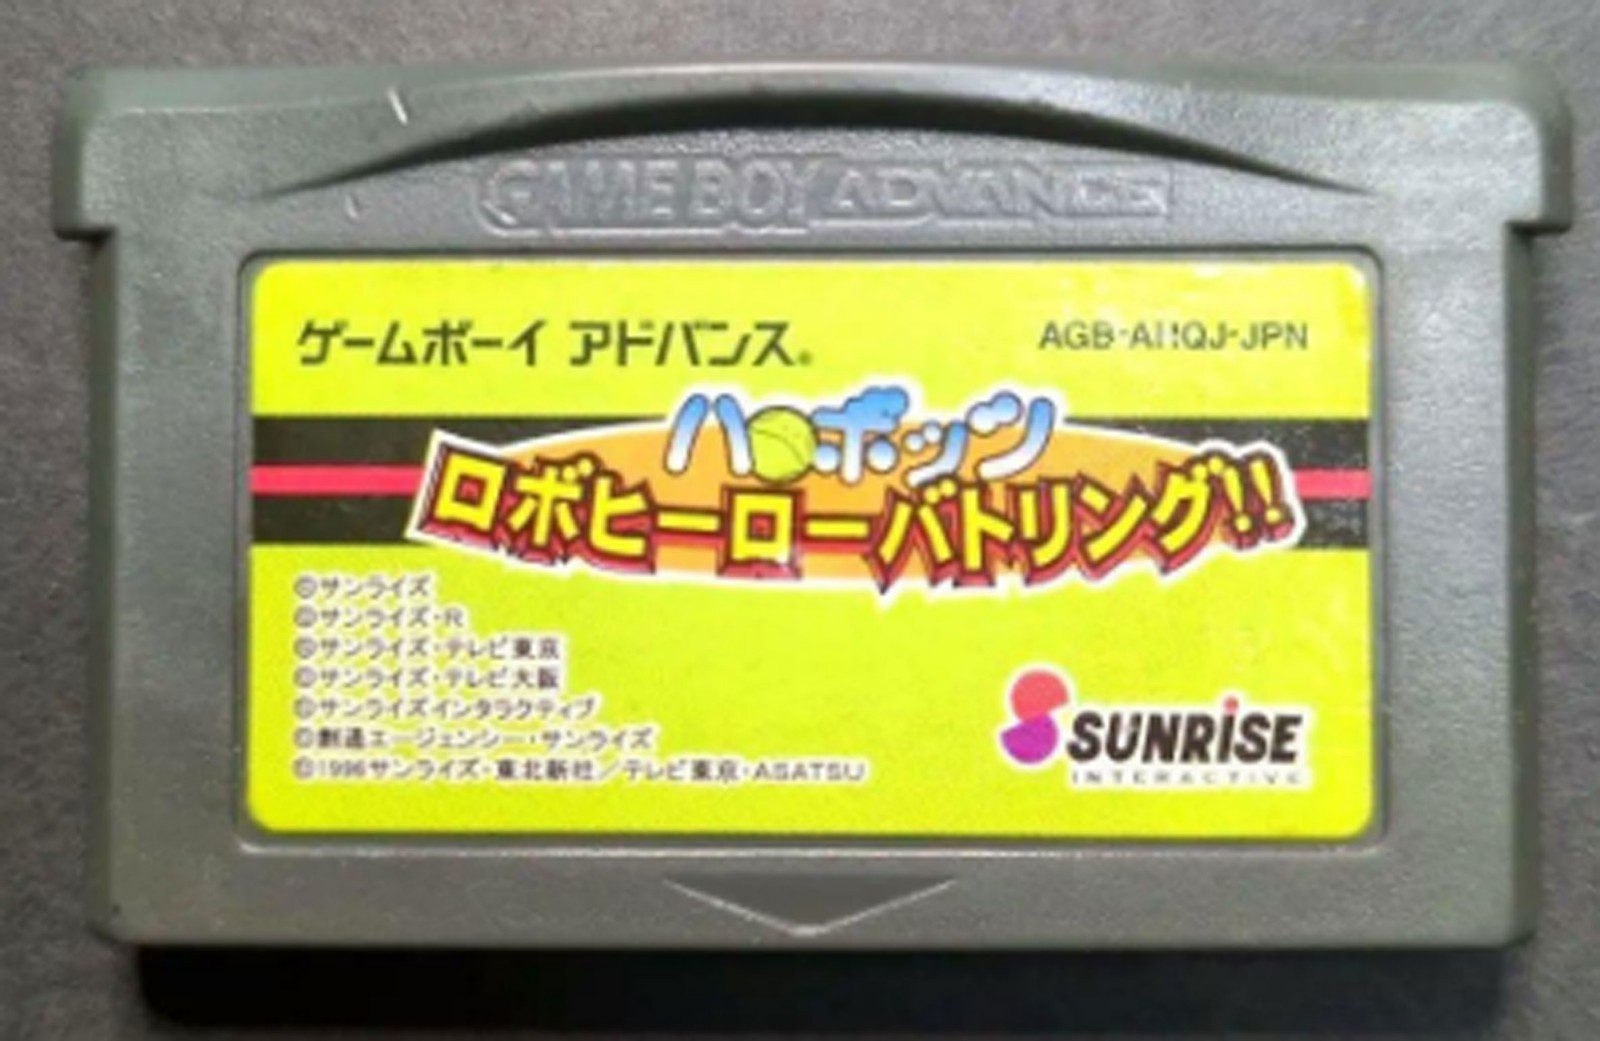 GAME BOY ADVANCE
ゲームボーイ アドバンス
AGB-AHQJ-JPN
ハロボッツ
ロボヒーローバトリング!!
©サンライズ
©サンライズ・R
©サンライズ・テレビ東京
©サンライズ・テレビ大阪
©サンライズインタラクティブ
©創通エージェンシー・サンライズ
©1996サンライズ・東北新社/テレビ東京・ASATSU
SUNRISE
INTERACTIVE